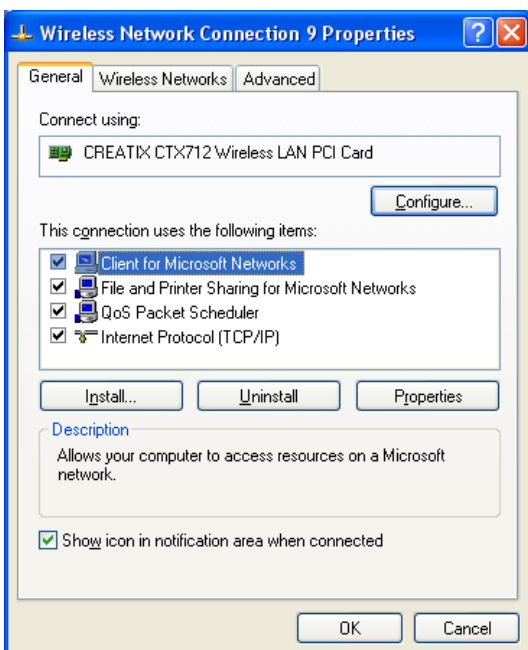 Wireless Network Connection 9 Properties
General Wireless Networks Advanced
Connect using:
CREATIX CTX712 Wireless LAN PCI Card
Configure...
This connection uses the following items:
Client for Microsoft Networks
File and Printer Sharing for Microsoft Networks
QoS Packet Scheduler
Internet Protocol (TCP/IP)
Install... Uninstall Properties
Description
Allows your computer to access resources on a Microsoft
network.
Show icon in notification area when connected
OK Cancel